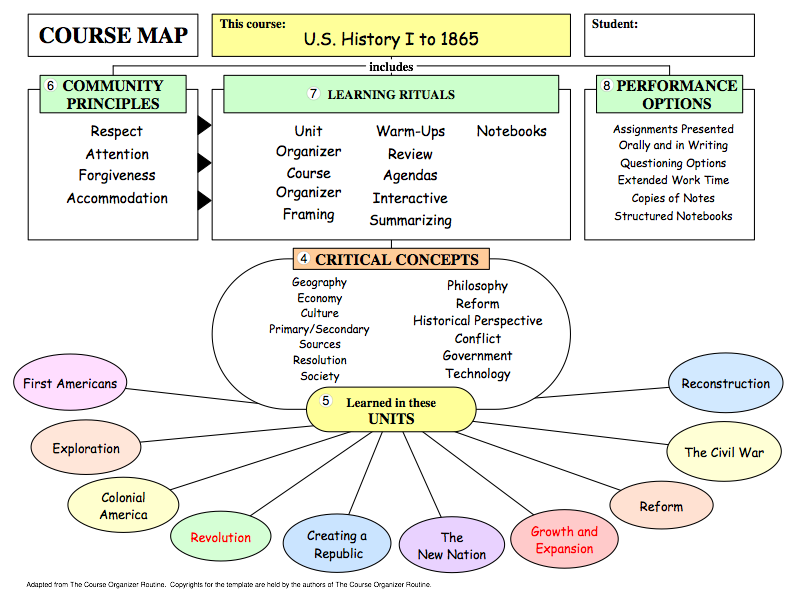 COURSE MAP
This course:
U.S. History I to 1865
Student:
includes
6 COMMUNITY
PRINCIPLES
Respect
Attention
Forgiveness
Accommodation
7 LEARNING RITUALS
Unit
Organizer
Course
Organizer
Framing
Warm-Ups
Review
Agendas
Interactive
Summarizing
Notebooks
8 PERFORMANCE
OPTIONS
Assignments Presented
Orally and in Writing
Questioning Options
Extended Work Time
Copies of Notes
Structured Notebooks
4 CRITICAL CONCEPTS
Geography
Economy
Culture
Primary/Secondary
Sources
Resolution
Society
Philosophy
Reform
Historical Perspective
Conflict
Government
Technology
5 Learned in these
UNITS
First Americans
Exploration
Colonial
America
Revolution
Creating a
Republic
The
New Nation
Growth and
Expansion
Reform
The Civil War
Reconstruction
Adapted from The Course Organizer Routine. Copyrights for the template are held by the authors of The Course Organizer Routine.